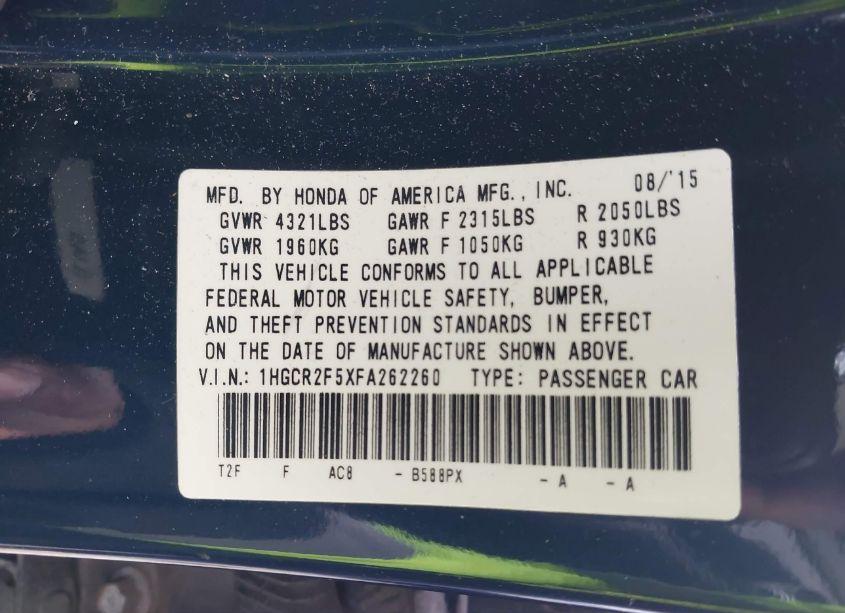 MFD. BY HONDA OF AMERICA MFG., INC. 08/'15
GVWR 4321LBS GAWR F 2315LBS R 2050LBS
GVWR 1960KG GAWR F 1050KG R 930KG
THIS VEHICLE CONFORMS TO ALL APPLICABLE
FEDERAL MOTOR VEHICLE SAFETY, BUMPER,
AND THEFT PREVENTION STANDARDS IN EFFECT
ON THE DATE OF MANUFACTURE SHOWN ABOVE.
V.I.N.: 1HGCR2F5XFA262260 TYPE: PASSENGER CAR
T2F F AC8 - B588PX - A - A